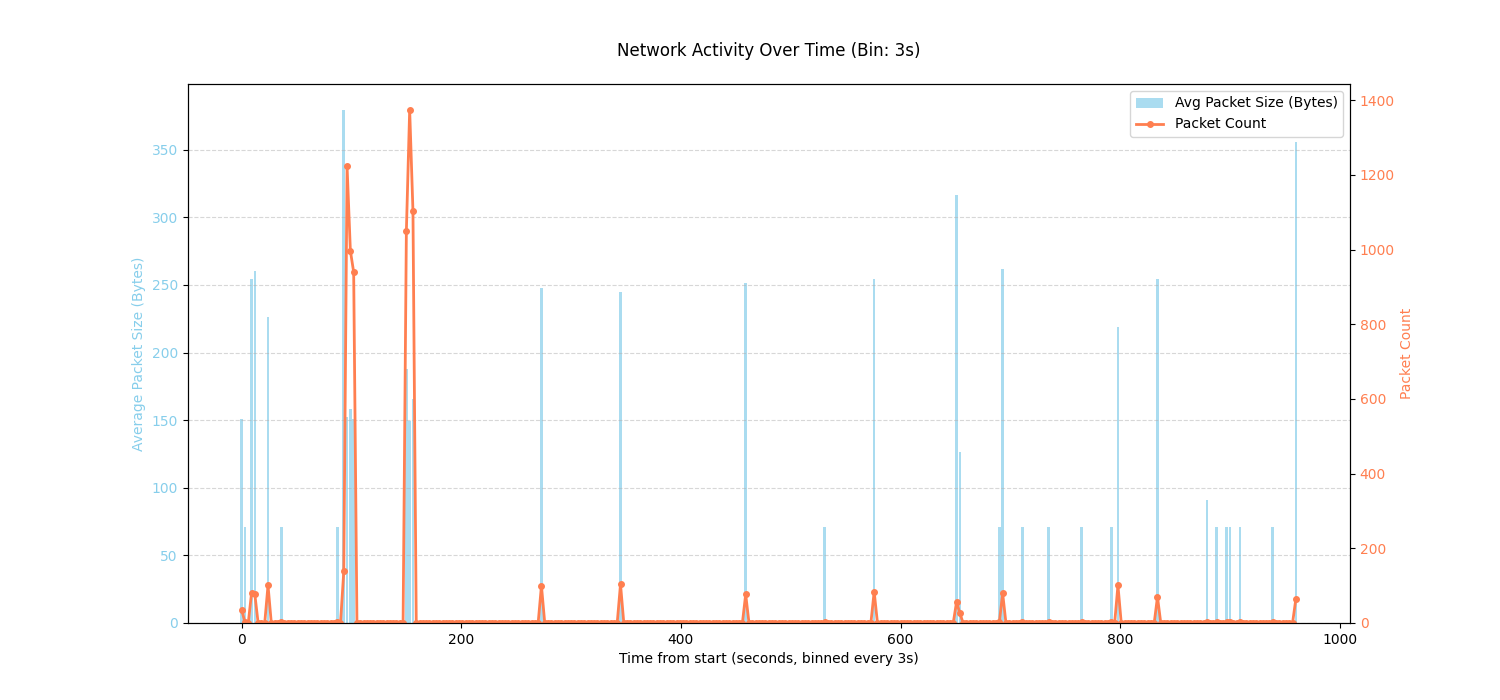 Network Activity Over Time (Bin: 3s)
Avg Packet Size (Bytes)
Packet Count
Average Packet Size (Bytes)
350
300
250
200
150
100
50
0
1400
1200
1000
800
600
400
200
0
Packet Count
0 200 400 600 800 1000
Time from start (seconds, binned every 3s)